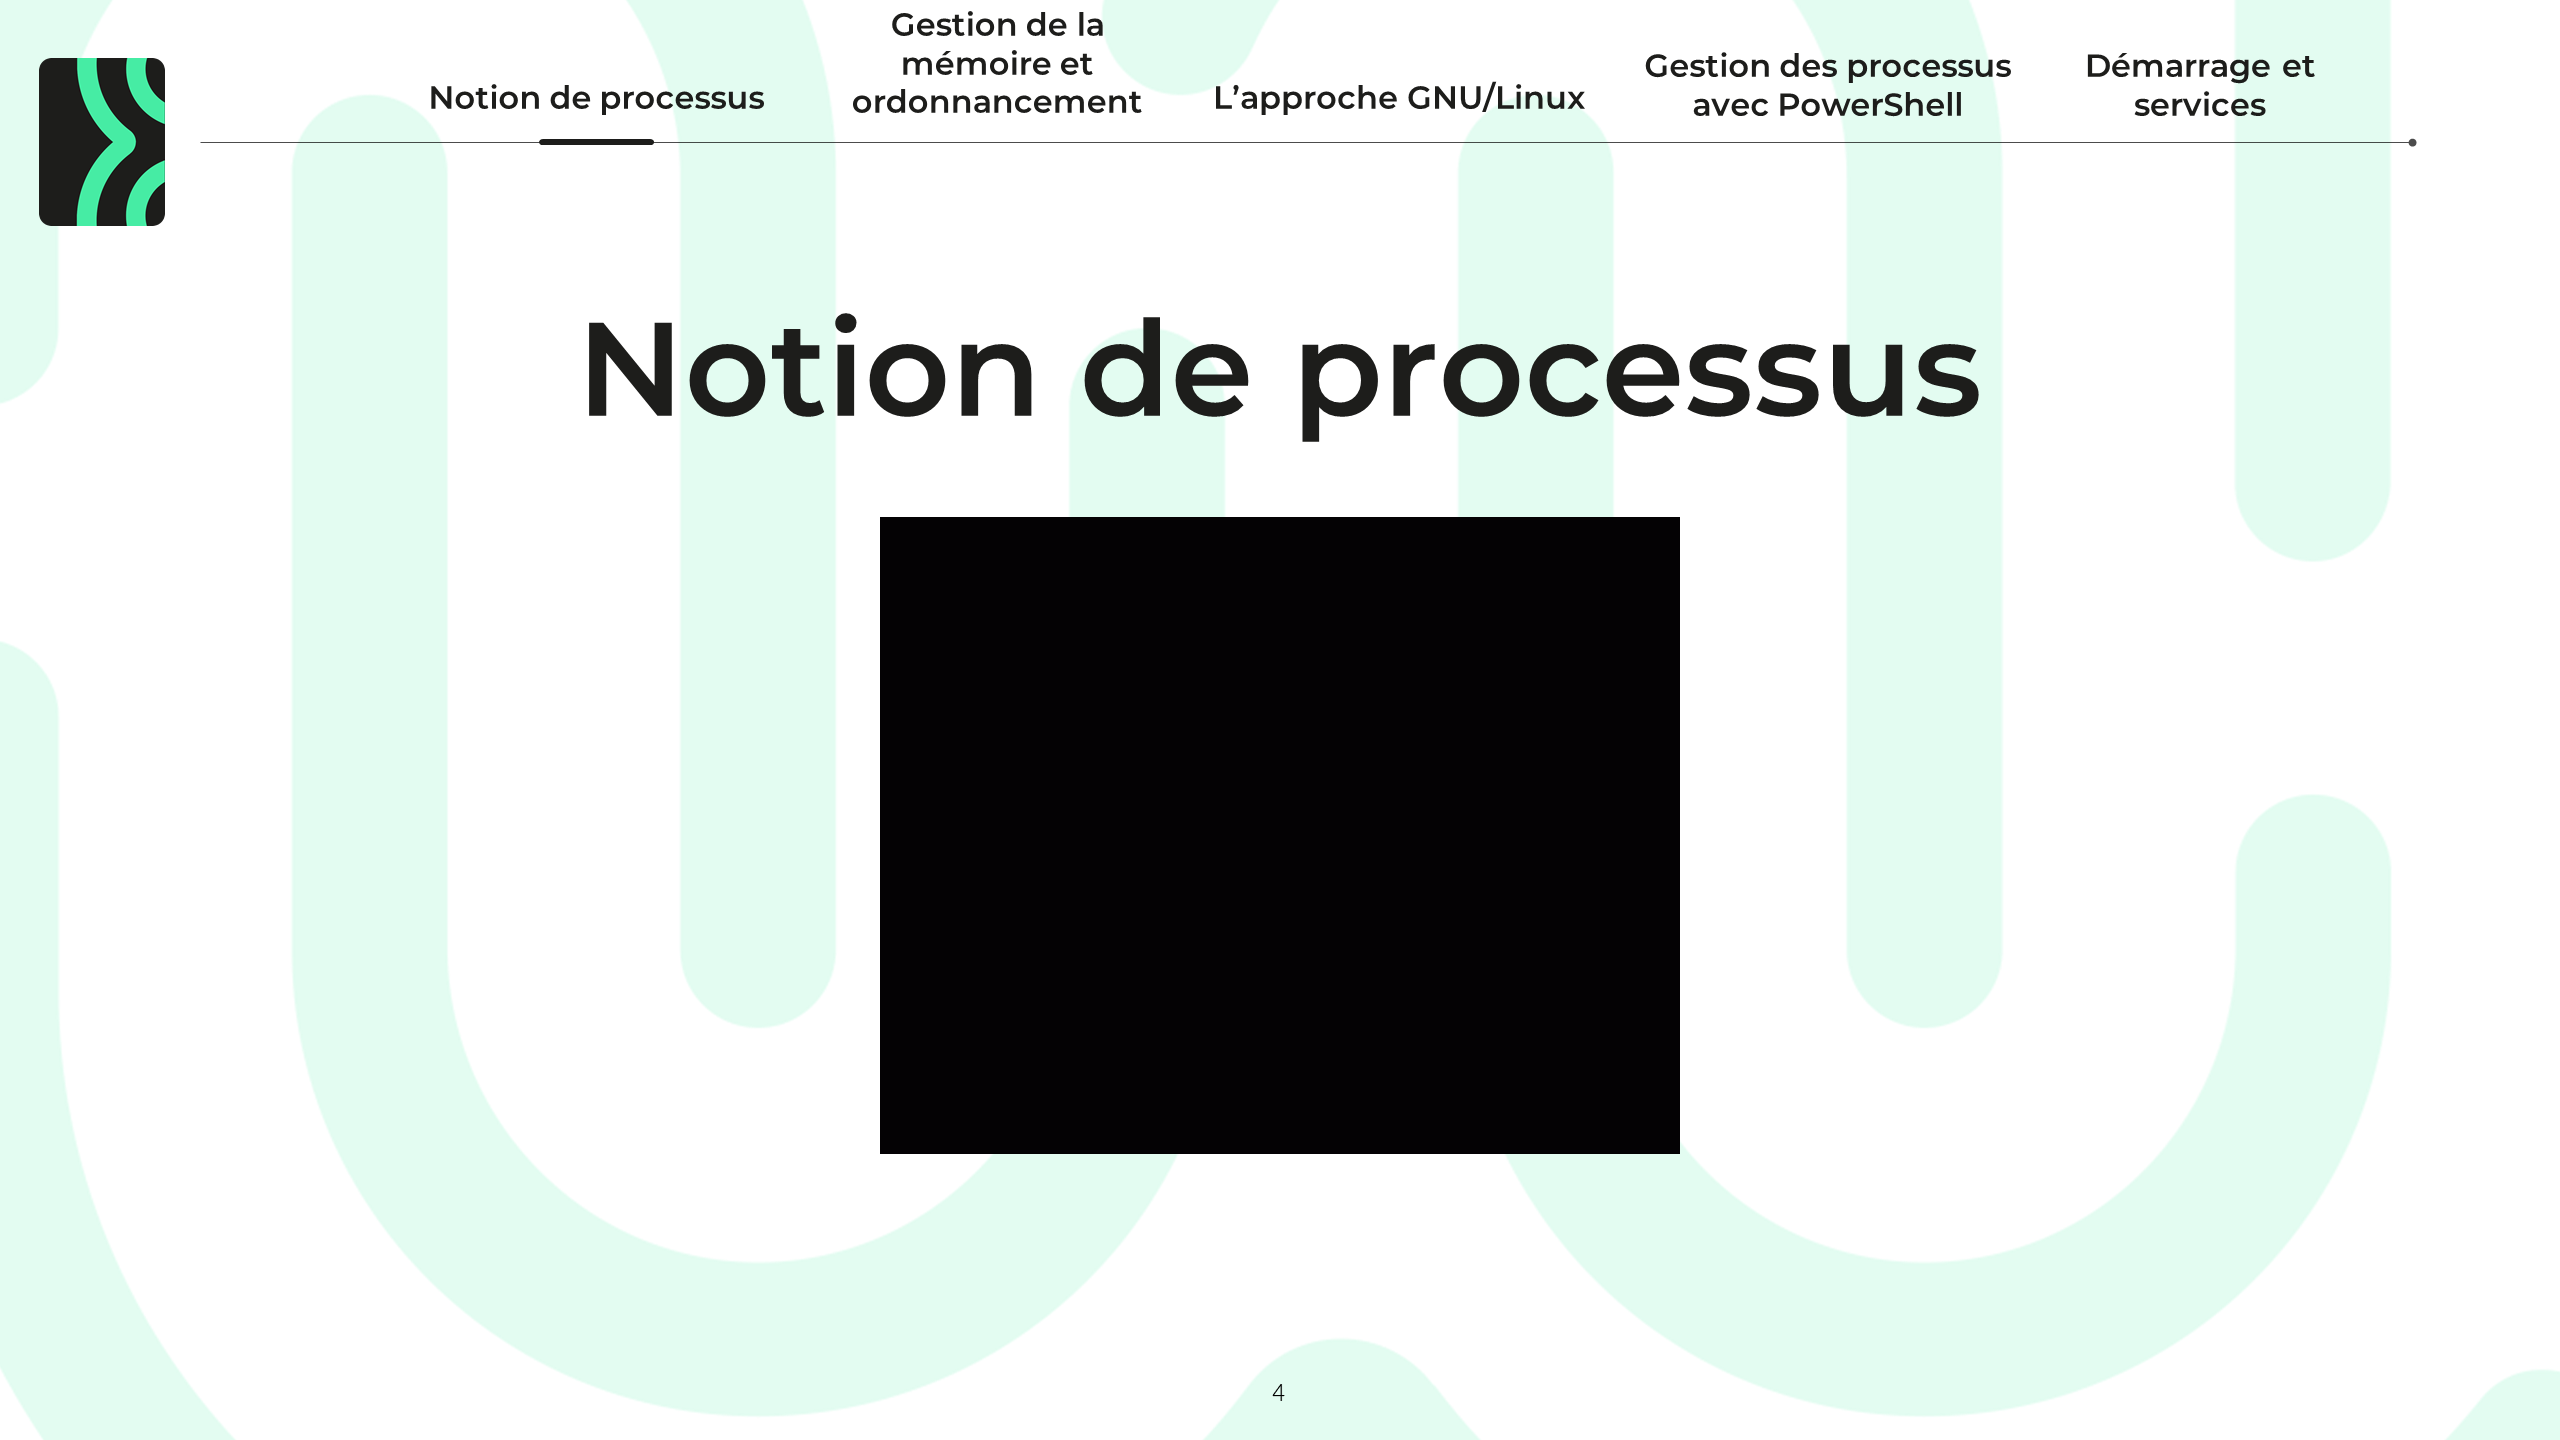 Notion de processus
Gestion de la
mémoire et
ordonnancement
L’approche GNU/Linux
Gestion des processus
avec PowerShell
Démarrage et
services
Notion de processus
4